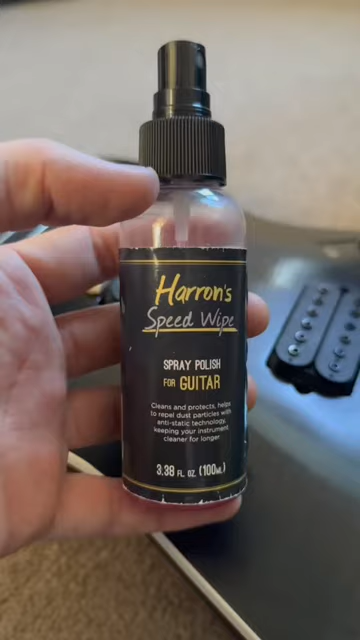 Harron's
Speed Wipe
SPRAY POLISH
FOR GUITAR
Cleans and protects, helps
to repel dust particles with
anti-static technology,
keeping your instrument
cleaner for longer
3.38 FL. OZ. (100mL)